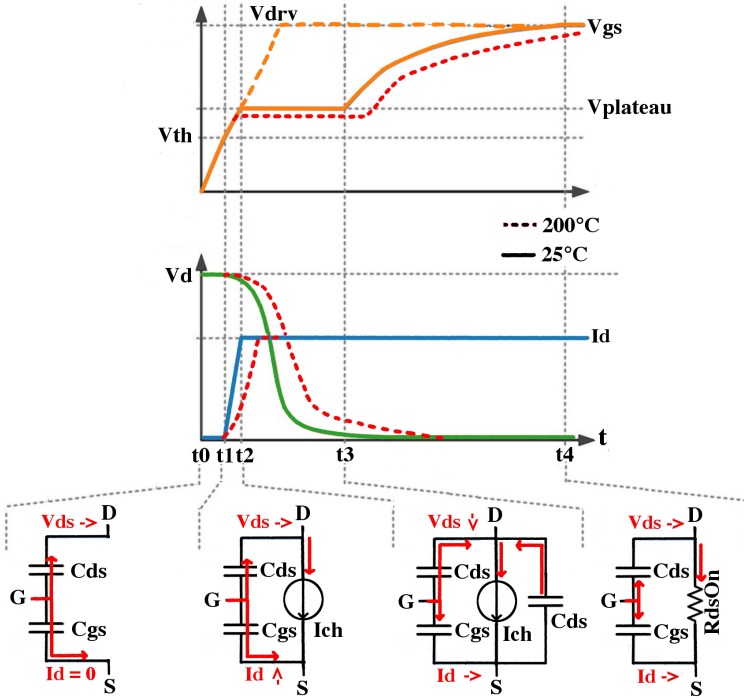 Vdrv
Vgs
Vplateau
Vth
200°C
25°C
Vd
Id
t
t0 t1 t2 t3 t4
Vds -> D
Cds
G
Cgs
Id = 0
S
Vds -> D
Cds
G
Cgs
Ich
Id ->
S
Vds -> D
Cds
G
Cgs
Ich
Cds
Id ->
S
Vds -> D
Cds
G
Cgs
RdsOn
Id ->
S